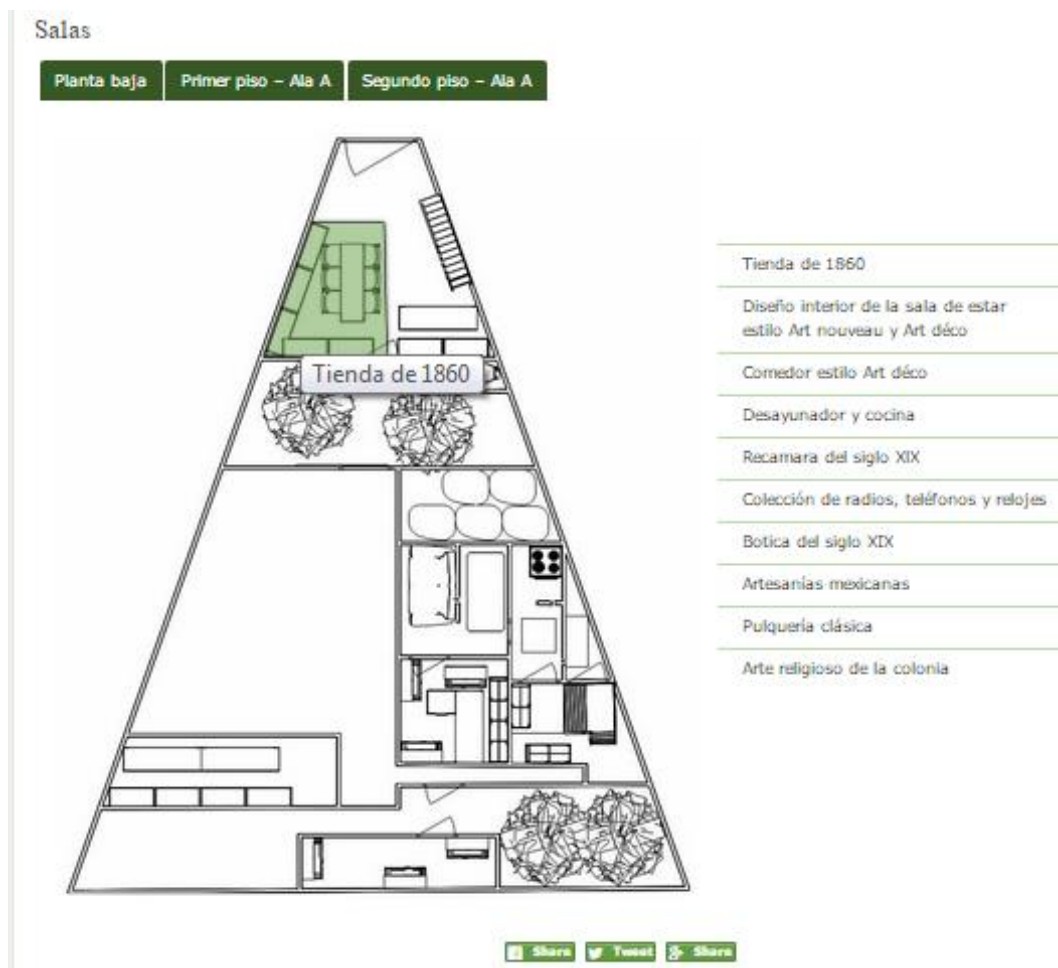 Salas
Planta baja
Primer piso – Ala A
Segundo piso – Ala A
Tienda de 1860
Tienda de 1860
Diseño interior de la sala de estar
estilo Art nouveau y Art déco
Comedor estilo Art déco
Desayunador y cocina
Recamara del siglo XIX
Colección de radios, teléfonos y relojes
Botica del siglo XIX
Artesanías mexicanas
Pulquería clásica
Arte religioso de la colonia
Share
Tweet
Share